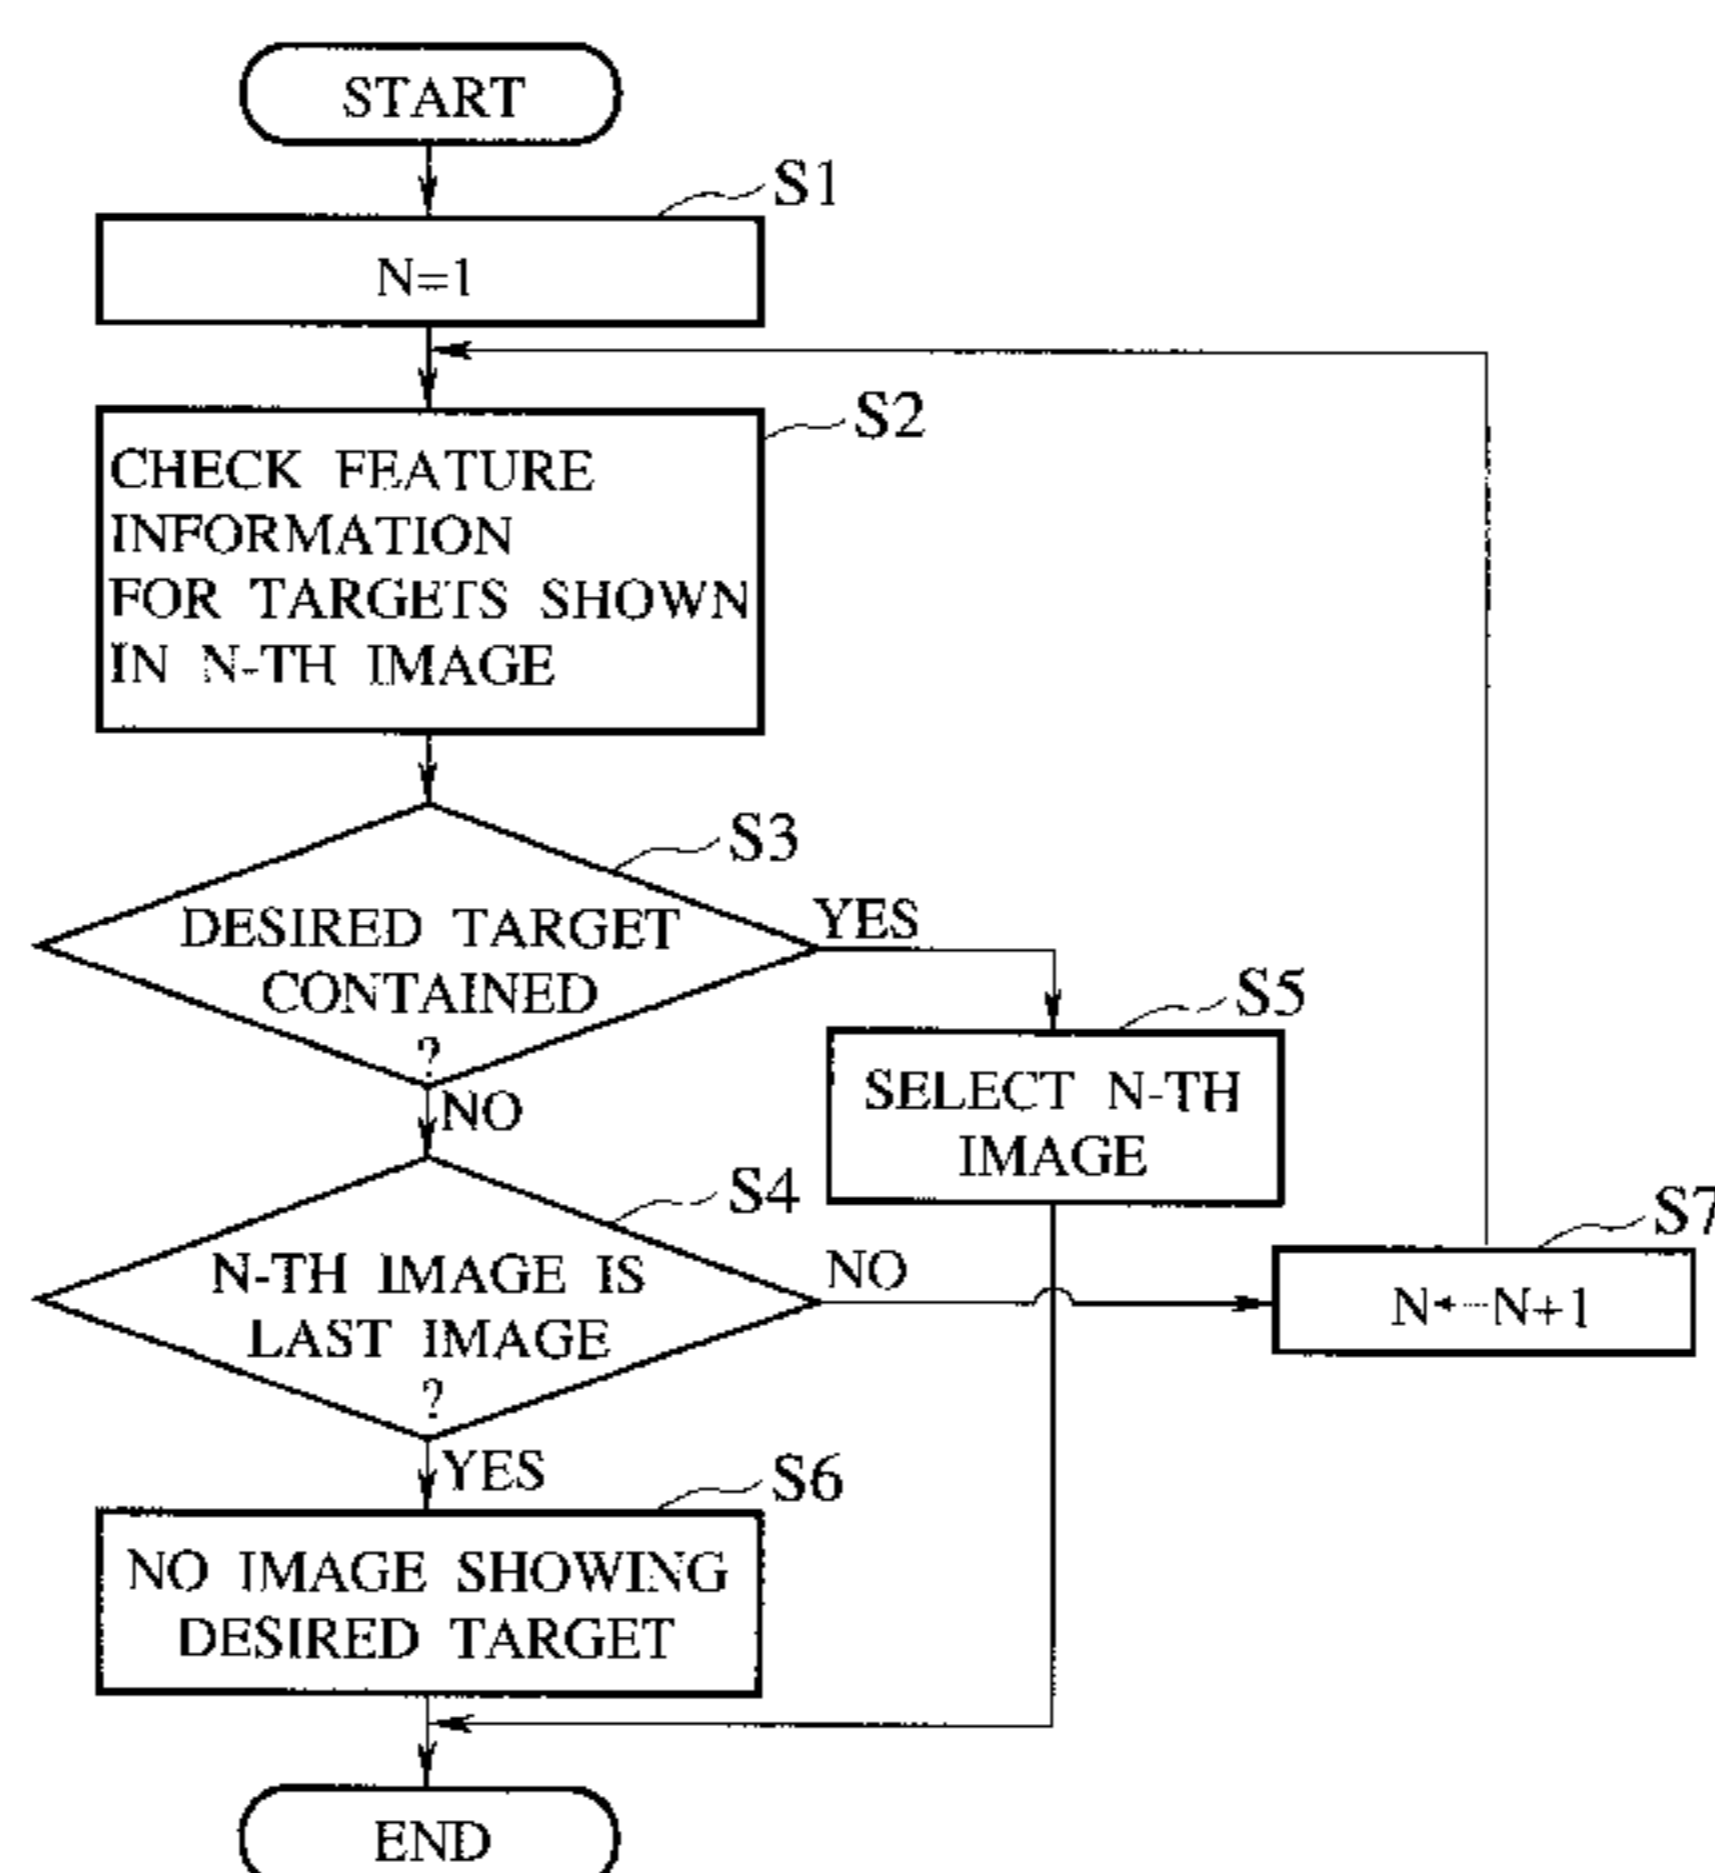 START
S1
N=1
S2
CHECK FEATURE
INFORMATION
FOR TARGETS SHOWN
IN N-TH IMAGE
S3
DESIRED TARGET
CONTAINED
?
YES
NO
S5
SELECT N-TH
IMAGE
S4
N-TH IMAGE IS
LAST IMAGE
?
NO
S7
N←N+1
YES
S6
NO IMAGE SHOWING
DESIRED TARGET
END